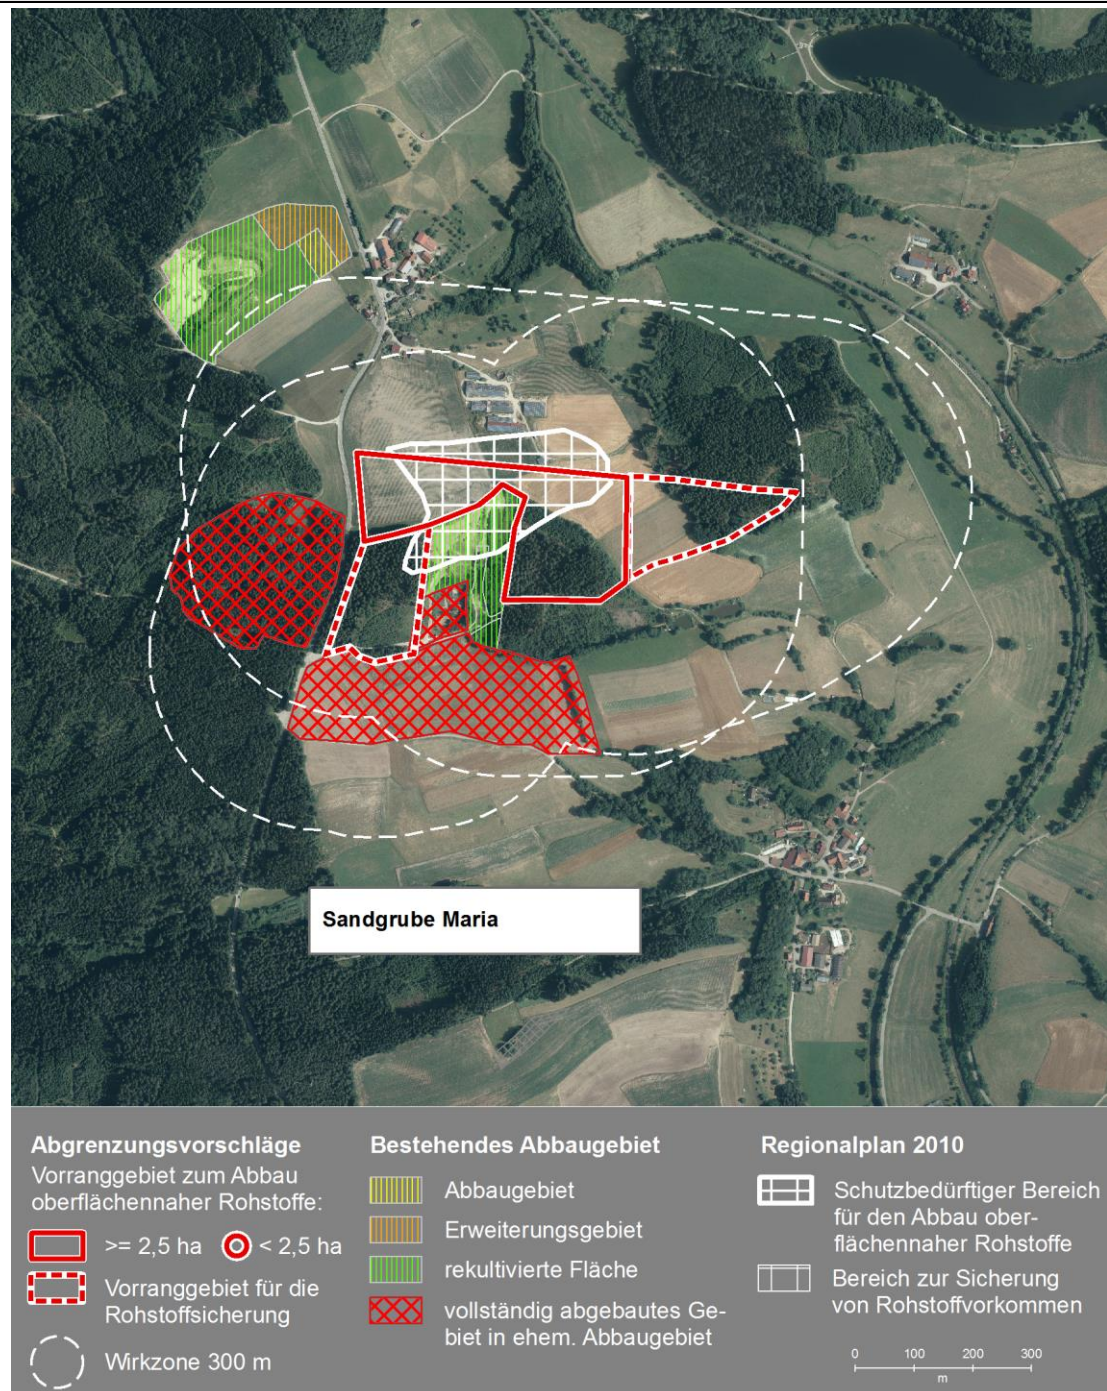 Sandgrube Maria
Abgrenzungsvorschläge
Vorranggebiet zum Abbau
oberflächennaher Rohstoffe:
>= 2,5 ha
< 2,5 ha
Vorranggebiet für die
Rohstoffsicherung
Wirkzone 300 m
Bestehendes Abbaugebiet
Abbaugebiet
Erweiterungsgebiet
rekultivierte Fläche
vollständig abgebautes Ge-
biet in ehem. Abbaugebiet
Regionalplan 2010
Schutzbedürftiger Bereich
für den Abbau ober-
flächennaher Rohstoffe
Bereich zur Sicherung
von Rohstoffvorkommen
0 100 200 300
m